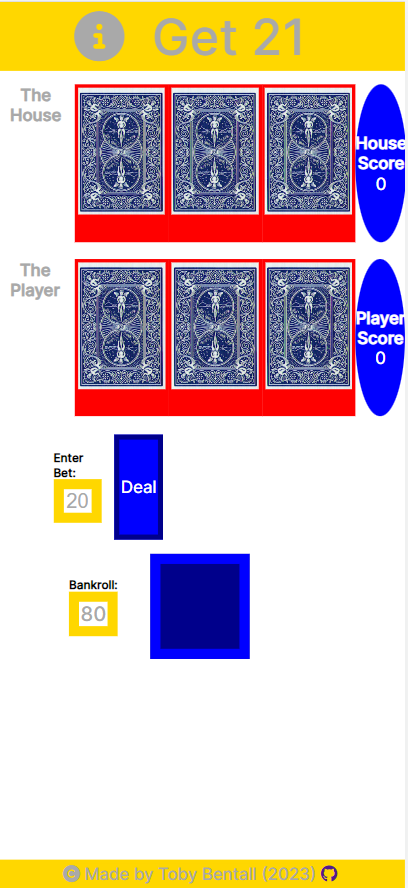 Get 21
The
House
House
Score
0
The
Player
Player
Score
0
Enter
Bet:
20
Deal
Bankroll:
80
© Made by Toby Bentall (2023)